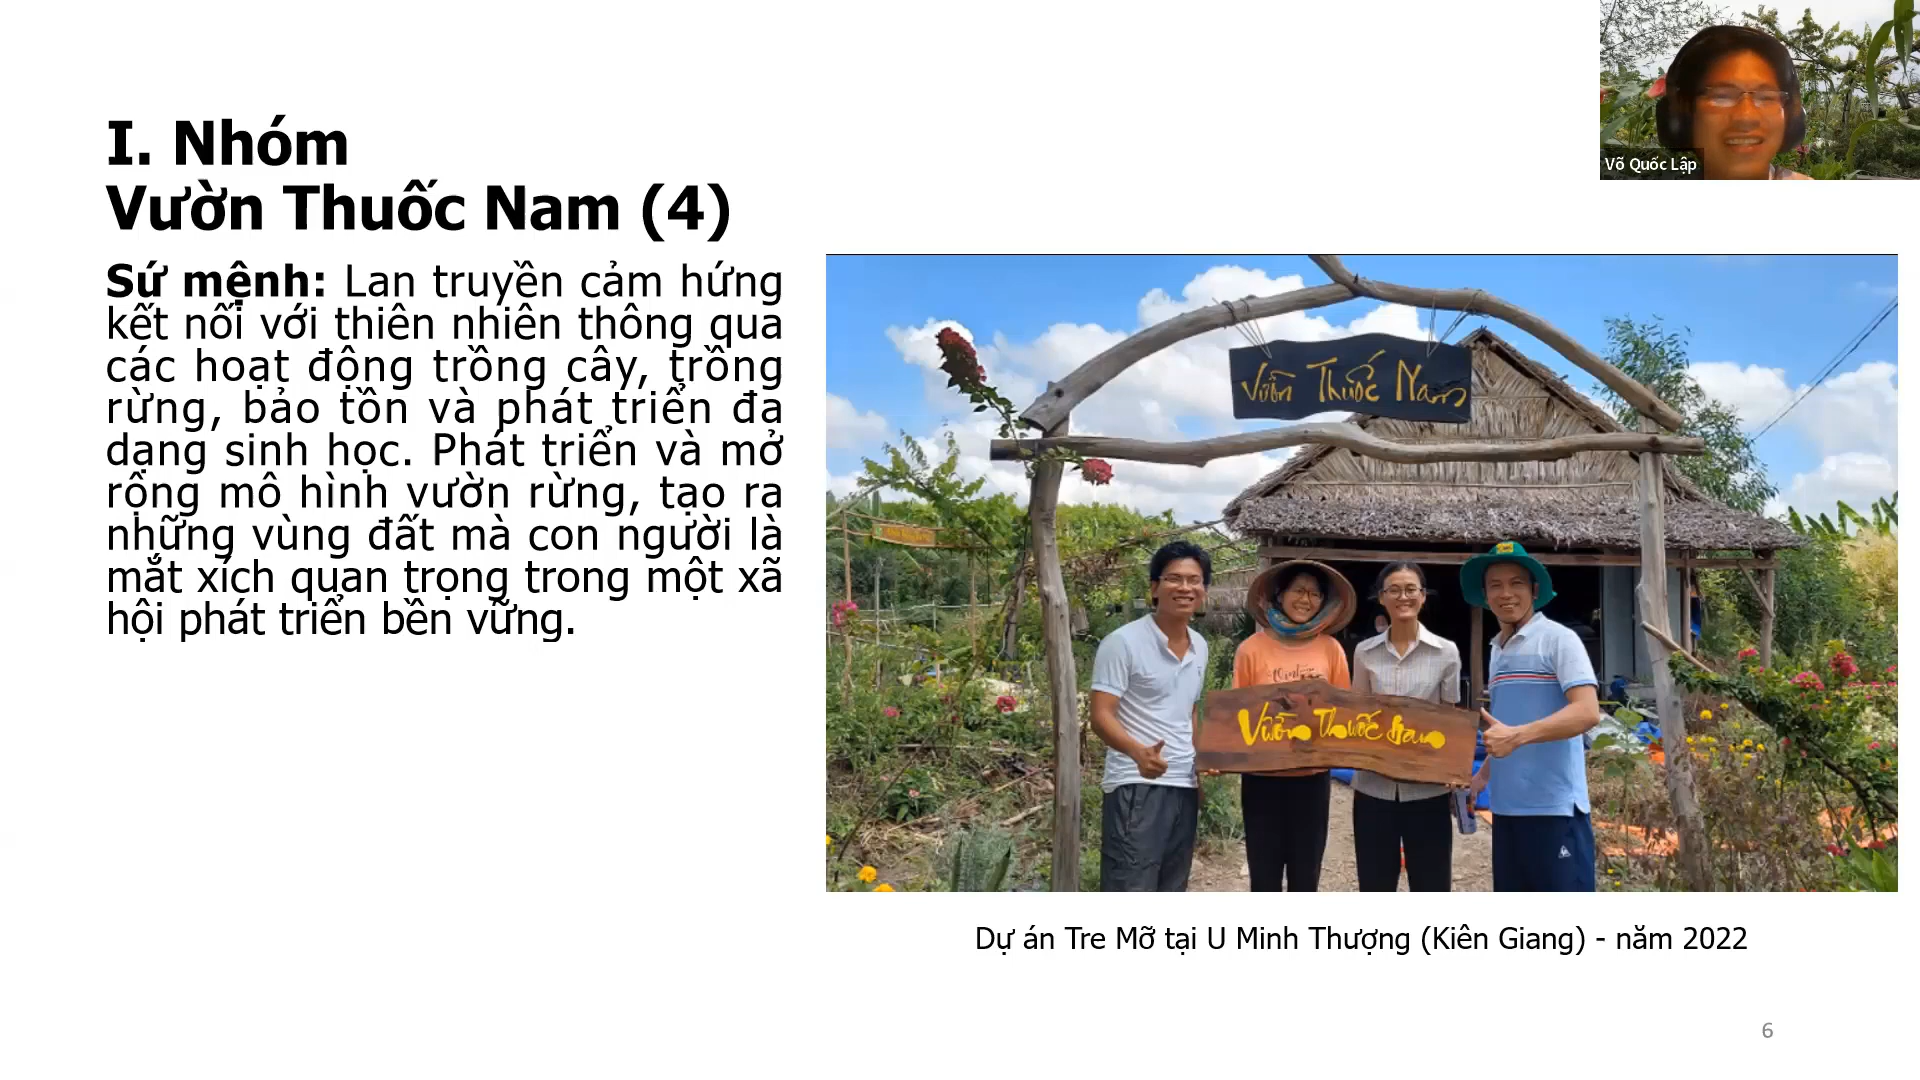 I. Nhóm
Vườn Thuốc Nam (4)
Sứ mệnh: Lan truyền cảm hứng
kết nối với thiên nhiên thông qua
các hoạt động trồng cây, trồng
rừng, bảo tồn và phát triển đa
dạng sinh học. Phát triển và mở
rộng mô hình vườn rừng, tạo ra
những vùng đất mà con người là
mắt xích quan trọng trong một xã
hội phát triển bền vững.
Võ Quốc Lập
Vườn Thuốc Nam
Vườn Thuốc Nam
Dự án Tre Mỡ tại U Minh Thượng (Kiên Giang) - năm 2022
6